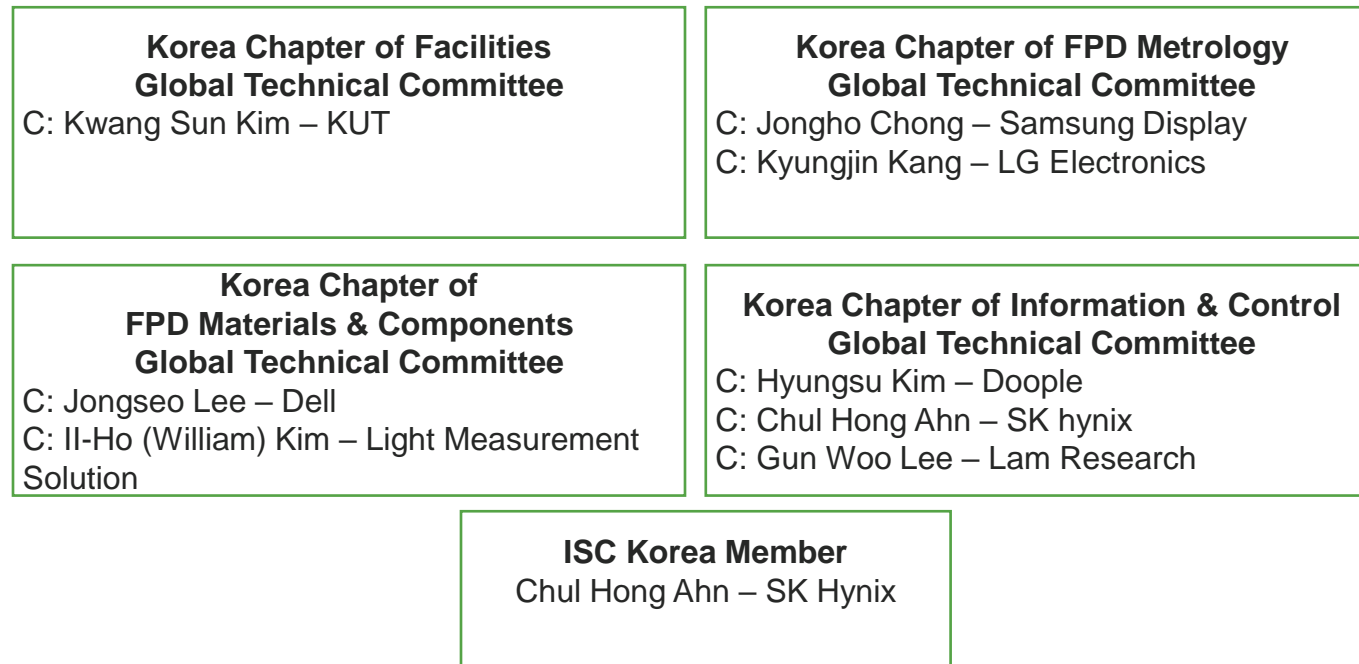 Korea Chapter of Facilities
Global Technical Committee
C: Kwang Sun Kim – KUT
Korea Chapter of FPD Metrology
Global Technical Committee
C: Jongho Chong – Samsung Display
C: Kyungjin Kang – LG Electronics
Korea Chapter of
FPD Materials & Components
Global Technical Committee
C: Jongseo Lee – Dell
C: II-Ho (William) Kim – Light Measurement
Solution
Korea Chapter of Information & Control
Global Technical Committee
C: Hyungsu Kim – Doople
C: Chul Hong Ahn – SK hynix
C: Gun Woo Lee – Lam Research
ISC Korea Member
Chul Hong Ahn – SK Hynix